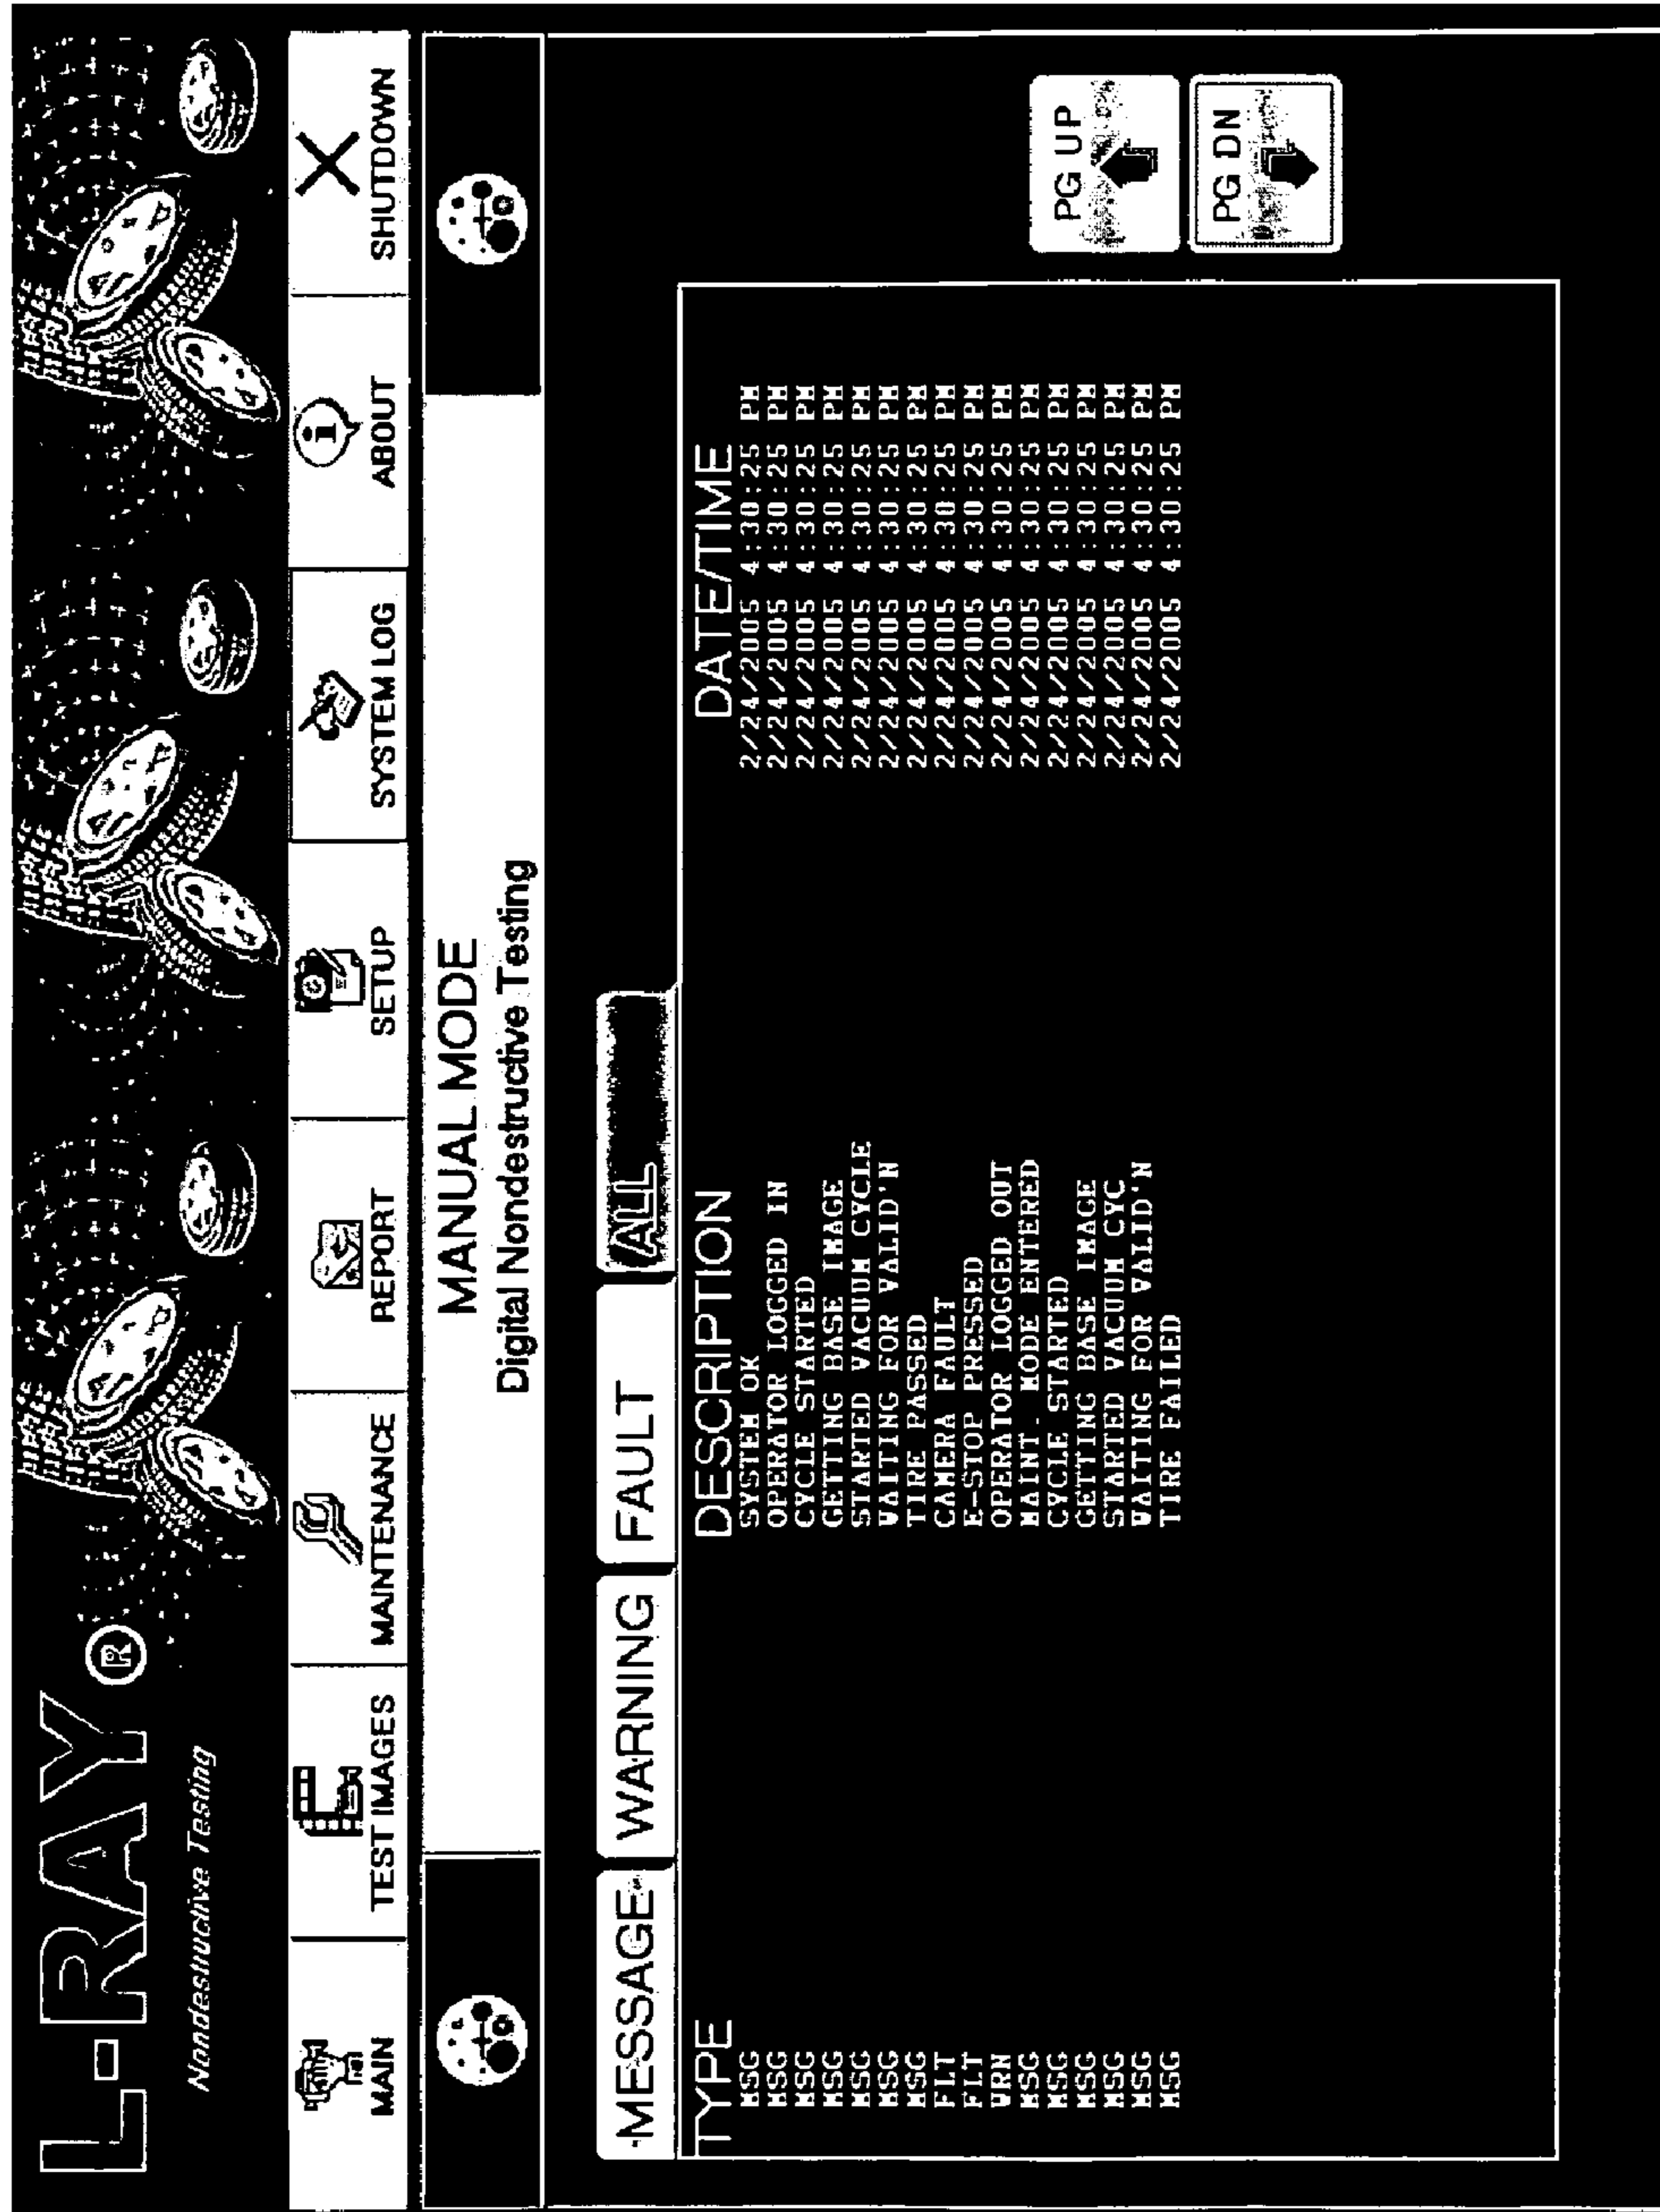 L-RAY®
Nondestructive Testing
MAIN TEST IMAGES MAINTENANCE REPORT SETUP SYSTEM LOG ABOUT SHUTDOWN
MANUAL MODE
Digital Nondestructive Testing
MESSAGE WARNING FAULT ALL
TYPE DESCRIPTION DATE/TIME
MSG SYSTEM OK 2/24/2005 4:30:25 PM
MSG OPERATOR LOGGED IN 2/24/2005 4:30:25 PM
MSG CYCLE STARTED 2/24/2005 4:30:25 PM
MSG GETTING BASE IMAGE 2/24/2005 4:30:25 PM
MSG STARTED VACUUM CYCLE 2/24/2005 4:30:25 PM
MSG WAITING FOR VALID'N 2/24/2005 4:30:25 PM
MSG TIRE PASSED 2/24/2005 4:30:25 PM
FLT CAMERA FAULT 2/24/2005 4:30:25 PM
FLT E-STOP PRESSED 2/24/2005 4:30:25 PM
WRN OPERATOR LOGGED OUT 2/24/2005 4:30:25 PM
MSG MAINT. MODE ENTERED 2/24/2005 4:30:25 PM
MSG CYCLE STARTED 2/24/2005 4:30:25 PM
MSG GETTING BASE IMAGE 2/24/2005 4:30:25 PM
MSG STARTED VACUUM CYC 2/24/2005 4:30:25 PM
MSG WAITING FOR VALID'N 2/24/2005 4:30:25 PM
MSG TIRE FAILED 2/24/2005 4:30:25 PM
PG UP
PG DN